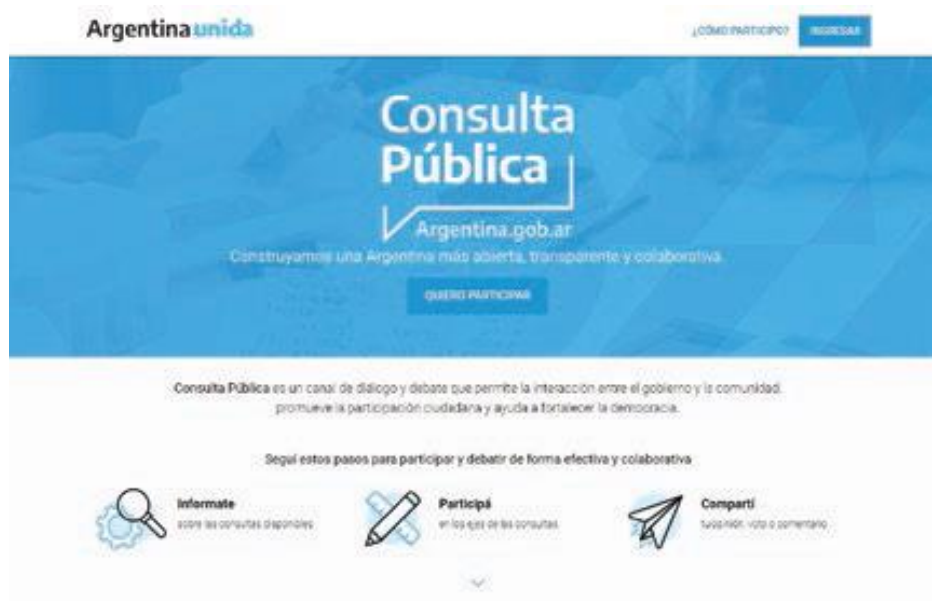 Argentina unida
¿CÓMO PARTICIPO?
INGRESAR
Consulta
Pública
Argentina.gob.ar
Construyamos una Argentina más abierta, transparente y colaborativa.
QUIERO PARTICIPAR
Consulta Pública es un canal de diálogo y debate que permite la interacción entre el gobierno y la comunidad,
promueve la participación ciudadana y ayuda a fortalecer la democracia.
Seguí estos pasos para participar y debatir de forma efectiva y colaborativa
Informate
sobre las consultas disponibles
Participá
en los ejes de las consultas
Compartí
tu opinión, voto o comentario